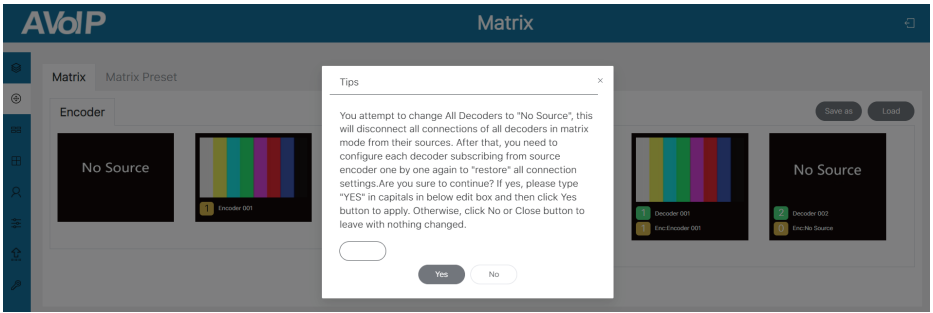 AVoIP
Matrix
Matrix Matrix Preset
Encoder
Save as Load
No Source
1 Encoder 001
Tips ×
You attempt to change All Decoders to "No Source", this
will disconnect all connections of all decoders in matrix
mode from their sources. After that, you need to
configure each decoder subscribing from source
encoder one by one again to "restore" all connection
settings.Are you sure to continue? If yes, please type
"YES" in capitals in below edit box and then click Yes
button to apply. Otherwise, click No or Close button to
leave with nothing changed.
Yes No
1 Decoder 001
1 Enc:Encoder 001
No Source
2 Decoder 002
0 Enc:No Source